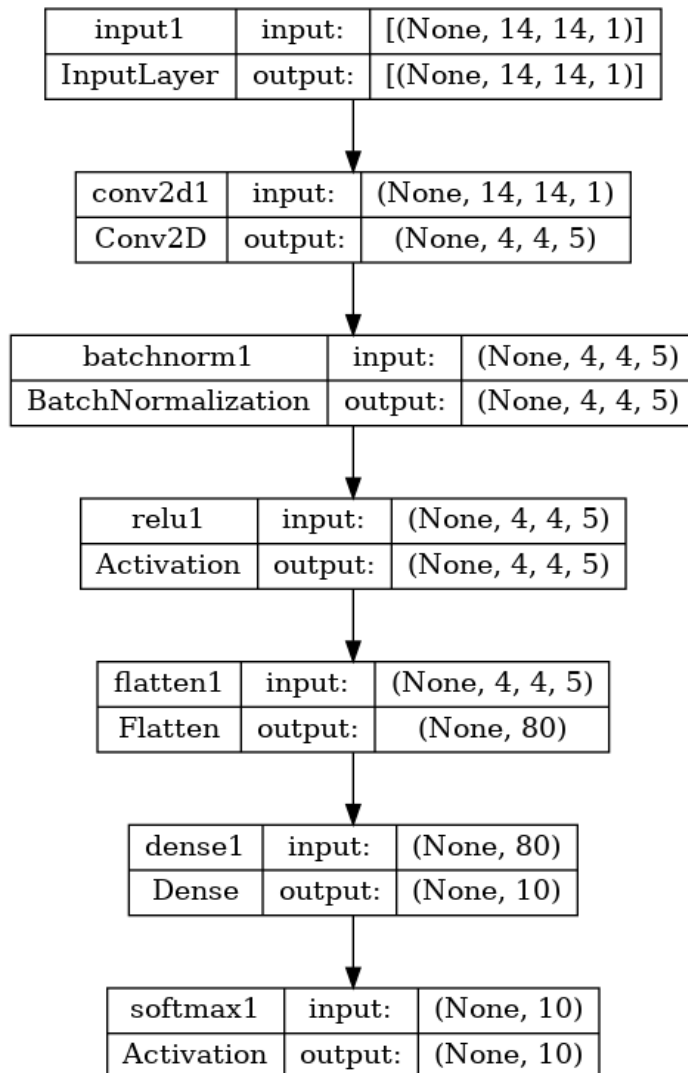 input1 input: [(None, 14, 14, 1)]
InputLayer output: [(None, 14, 14, 1)]
conv2d1 input: (None, 14, 14, 1)
Conv2D output: (None, 4, 4, 5)
batchnorm1 input: (None, 4, 4, 5)
BatchNormalization output: (None, 4, 4, 5)
relu1 input: (None, 4, 4, 5)
Activation output: (None, 4, 4, 5)
flatten1 input: (None, 4, 4, 5)
Flatten output: (None, 80)
dense1 input: (None, 80)
Dense output: (None, 10)
softmax1 input: (None, 10)
Activation output: (None, 10)